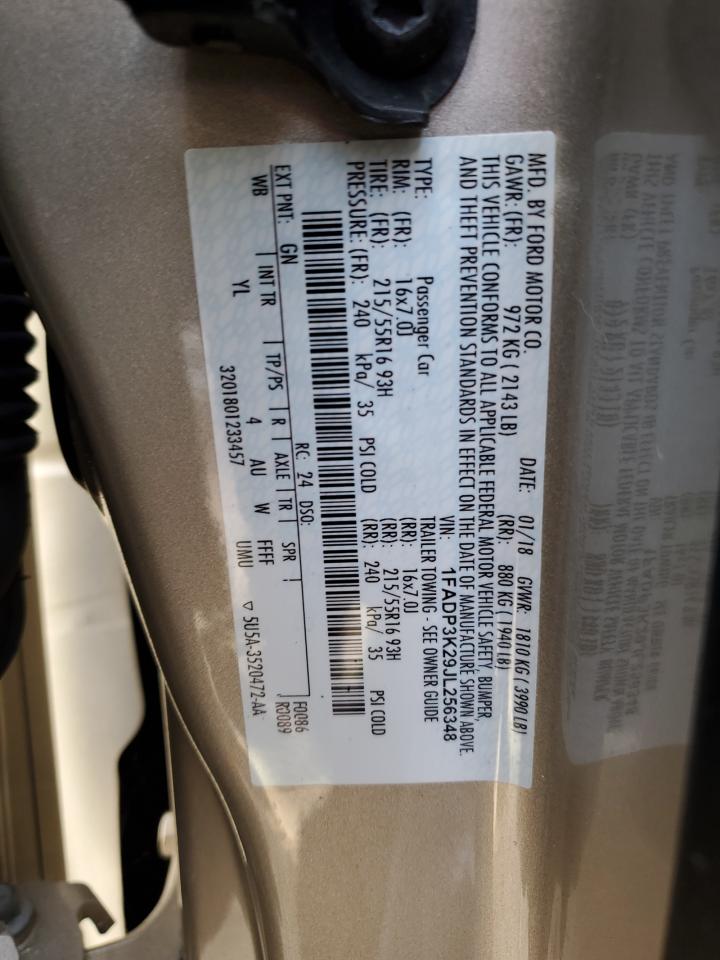 MFD. BY FORD MOTOR CO. DATE: 01/18 GVWR: 1810 KG ( 3990 LB)
GAWR: (FR): 972 KG ( 2143 LB) (RR): 880 KG ( 1940 LB)
THIS VEHICLE CONFORMS TO ALL APPLICABLE FEDERAL MOTOR VEHICLE SAFETY, BUMPER,
AND THEFT PREVENTION STANDARDS IN EFFECT ON THE DATE OF MANUFACTURE SHOWN ABOVE.
VIN: 1FADP3K29JL256348
TYPE: Passenger Car TRAILER TOWING - SEE OWNER GUIDE
RIM: (FR): 16x7.0J (RR): 16x7.0J
TIRE: (FR): 215/55R16 93H (RR): 215/55R16 93H
PRESSURE: (FR): 240 kPa/ 35 PSI COLD (RR): 240 kPa/ 35 PSI COLD
F0086
RC: 24 DSO: R0089
EXT PNT: GN
WB INT TR TP/PS R AXLE TR SPR
YL 4 AU W FFFF
3201801233457 UMU ▽ 5U5A-3520472-AA